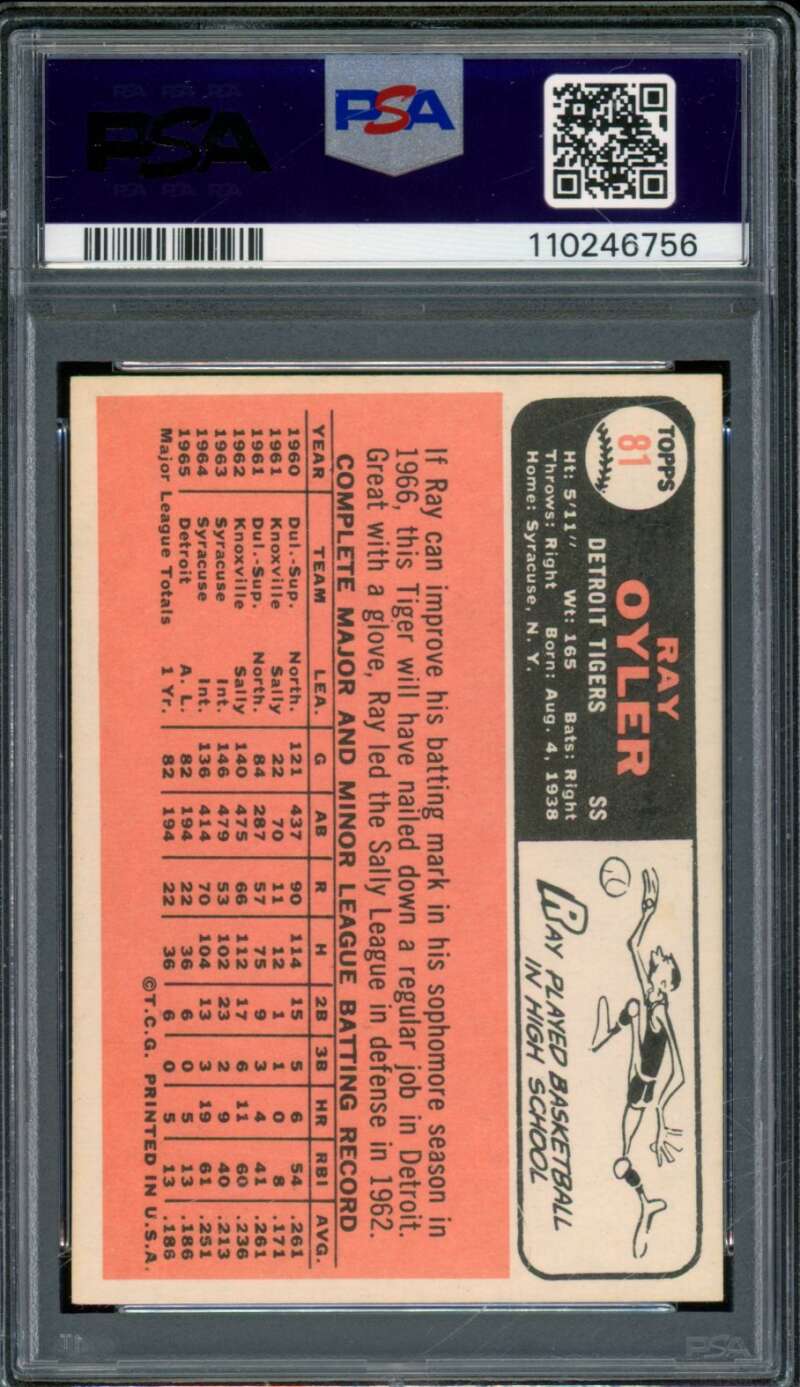 PSA PSA PSA
PSA
PSA PSA PSA
PSA
110246756
TOPPS
81
RAY
OYLER
DETROIT TIGERS SS
Ht: 5'11" Wt: 165 Bats: Right
Throws: Right Born: Aug. 4, 1938
Home: Syracuse, N. Y.
RAY PLAYED BASKETBALL
IN HIGH SCHOOL
If Ray can improve his batting mark in his sophomore season in
1966, this Tiger will have nailed down a regular job in Detroit.
Great with a glove, Ray led the Sally League in defense in 1962.
COMPLETE MAJOR AND MINOR LEAGUE BATTING RECORD
YEAR TEAM LEA. G AB R H 2B 3B HR RBI AVG.
1960 Dul.-Sup. North. 121 437 90 114 15 5 6 54 .261
1961 Knoxville Sally 22 70 11 12 1 1 0 8 .171
1961 Dul.-Sup. North. 84 287 57 75 9 3 4 41 .261
1962 Knoxville Sally 140 475 66 112 17 6 11 60 .236
1963 Syracuse Int. 146 479 53 102 23 2 9 40 .213
1964 Syracuse Int. 136 414 70 104 13 3 19 61 .251
1965 Detroit A. L. 82 194 22 36 6 0 5 13 .186
Major League Totals 1 Yr. 82 194 22 36 6 0 5 13 .186
©T.C.G. PRINTED IN U.S.A.
PSA